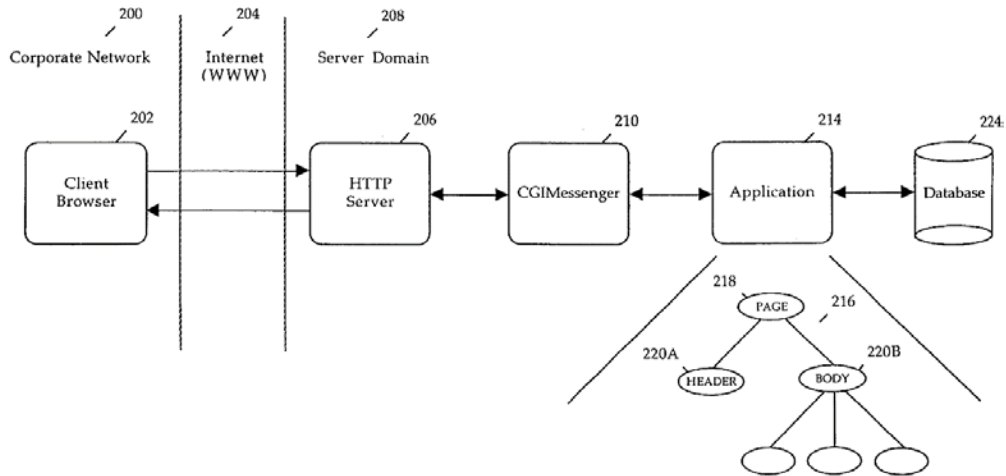 200
204
208
Corporate Network
Internet
(WWW)
Server Domain
202
206
210
214
224
Client
Browser
HTTP
Server
CGIMessenger
Application
Database
218
PAGE
216
220A
220B
HEADER
BODY